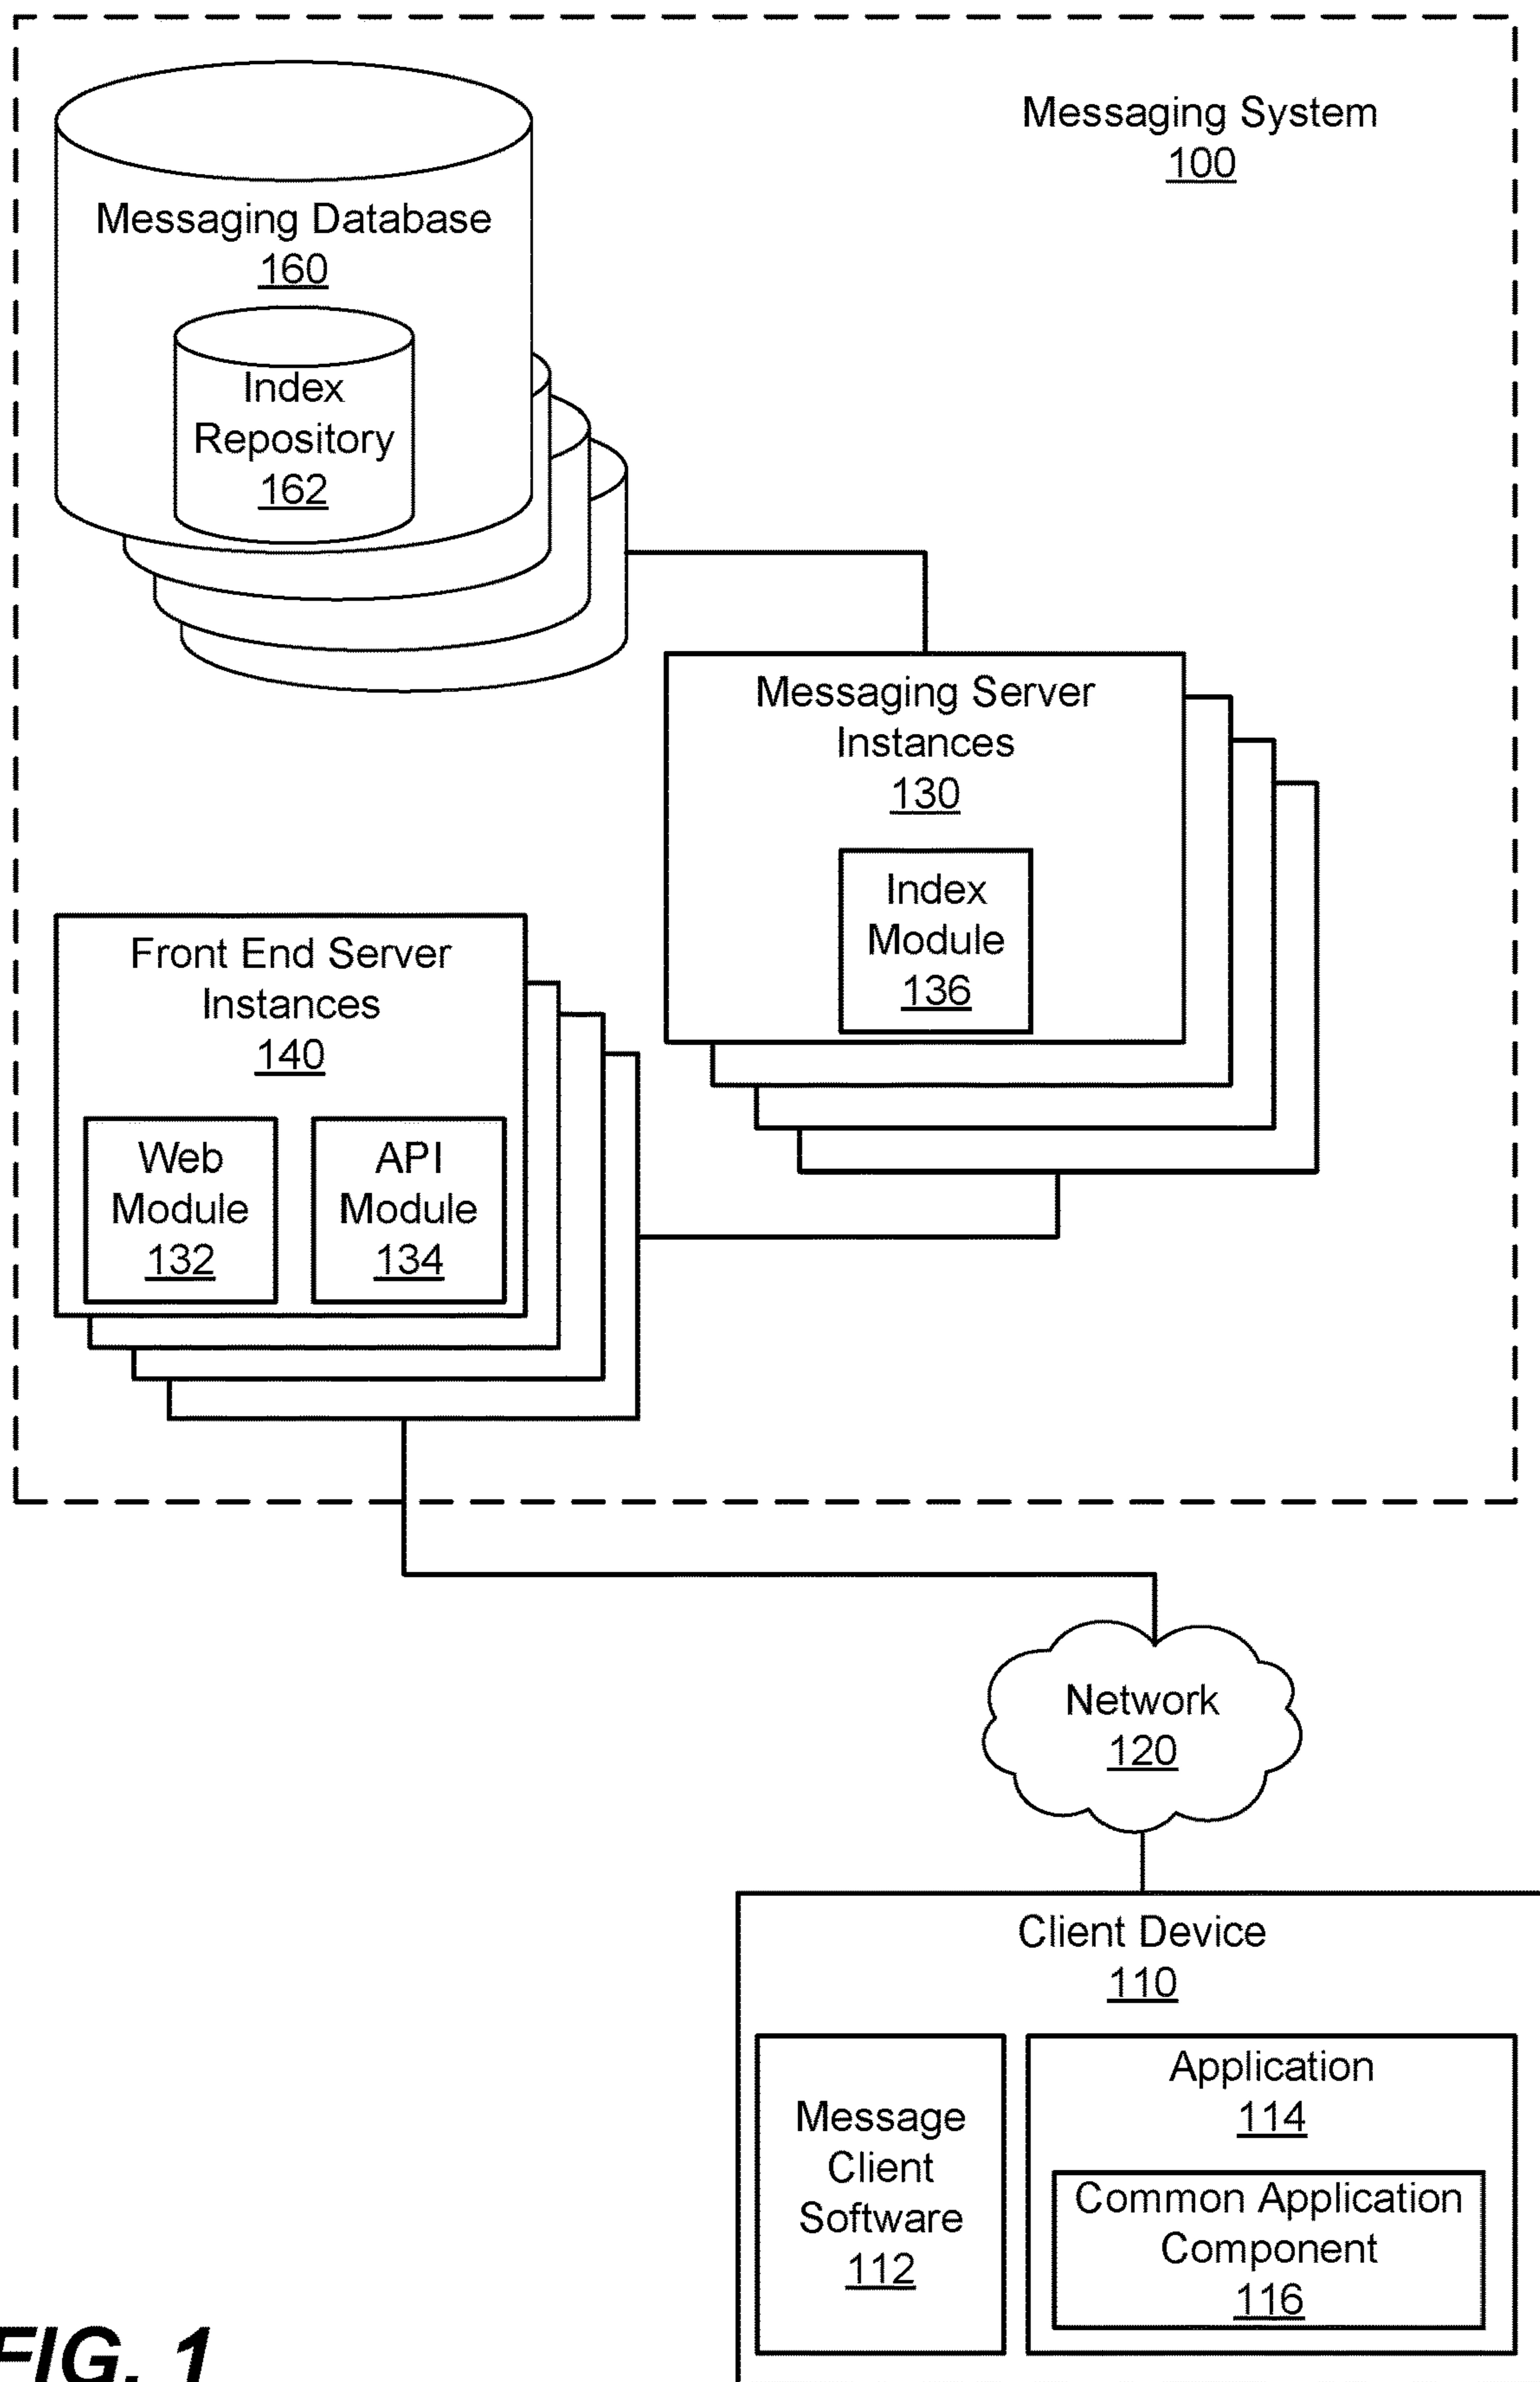 Messaging System
100
Messaging Database
160
Index
Repository
162
Messaging Server
Instances
130
Index
Module
136
Front End Server
Instances
140
Web
Module
132
API
Module
134
Network
120
Client Device
110
Message
Client
Software
112
Application
114
Common Application
Component
116
FIG. 1